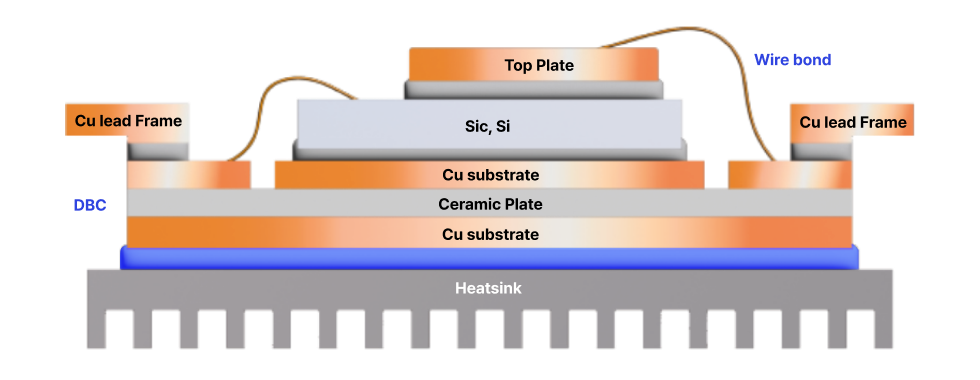 Top Plate
Wire bond
Cu lead Frame
Sic, Si
Cu lead Frame
Cu substrate
DBC
Ceramic Plate
Cu substrate
Heatsink